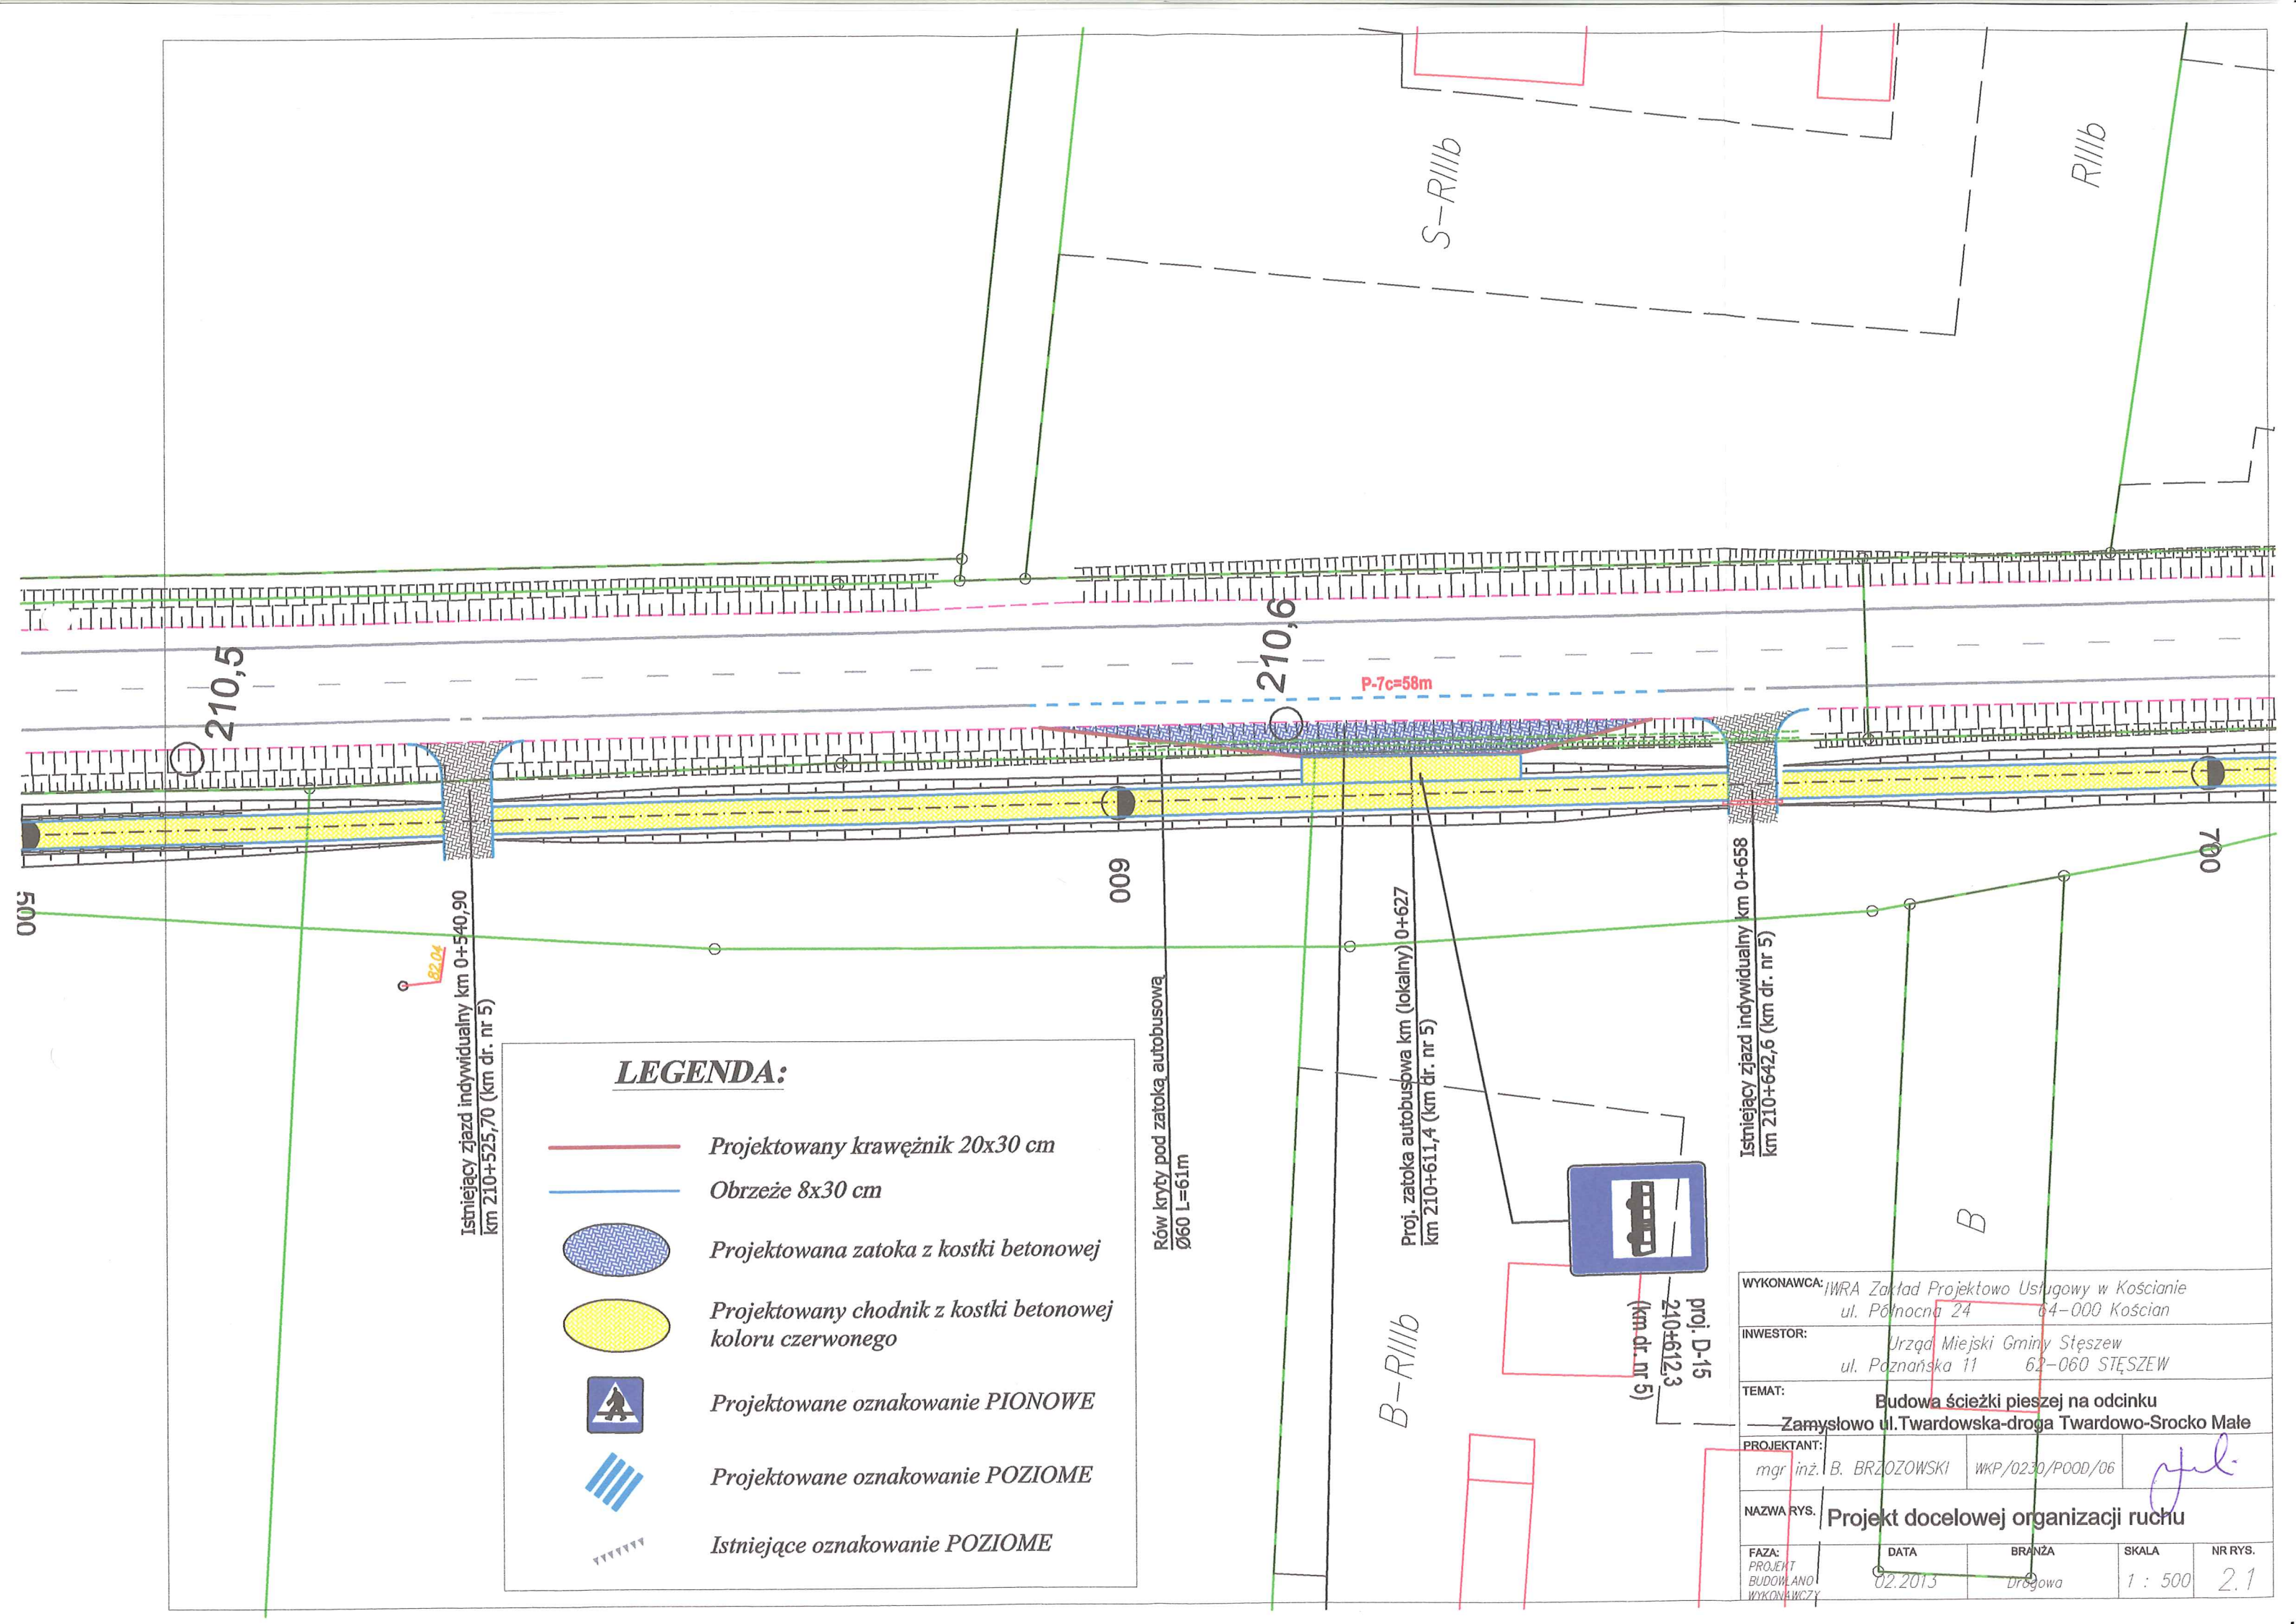 S-RIIIb
RIIIb
210,5
210,6
P-7c=58m
500
600
700
82.04
Istniejący zjazd indywidualny km 0+540,90
km 210+525,70 (km dr. nr 5)
Rów kryty pod zatoką autobusową
Ø60 L=61m
Proj. zatoka autobusowa km (lokalny) 0+627
km 210+611,4 (km dr. nr 5)
Istniejący zjazd indywidualny km 0+658
km 210+642,6 (km dr. nr 5)
proj. D-15
210+612,3
(km dr. nr 5)
B-RIIIb
B
LEGENDA:
Projektowany krawężnik 20x30 cm
Obrzeże 8x30 cm
Projektowana zatoka z kostki betonowej
Projektowany chodnik z kostki betonowej
koloru czerwonego
Projektowane oznakowanie PIONOWE
Projektowane oznakowanie POZIOME
Istniejące oznakowanie POZIOME
WYKONAWCA: IWRA Zakład Projektowo Usługowy w Kościanie
ul. Północna 24 64-000 Kościan
INWESTOR:
Urząd Miejski Gminy Stęszew
ul. Poznańska 11 62-060 STĘSZEW
TEMAT:
Budowa ścieżki pieszej na odcinku
Zamysłowo ul.Twardowska-droga Twardowo-Srocko Małe
PROJEKTANT:
mgr inż. B. BRZOZOWSKI WKP/0230/POOD/06
NAZWA RYS. Projekt docelowej organizacji ruchu
FAZA: DATA BRANŻA SKALA NR RYS.
PROJEKT
BUDOWLANO
WYKONAWCZY
02.2013 Drogowa 1 : 500 2.1